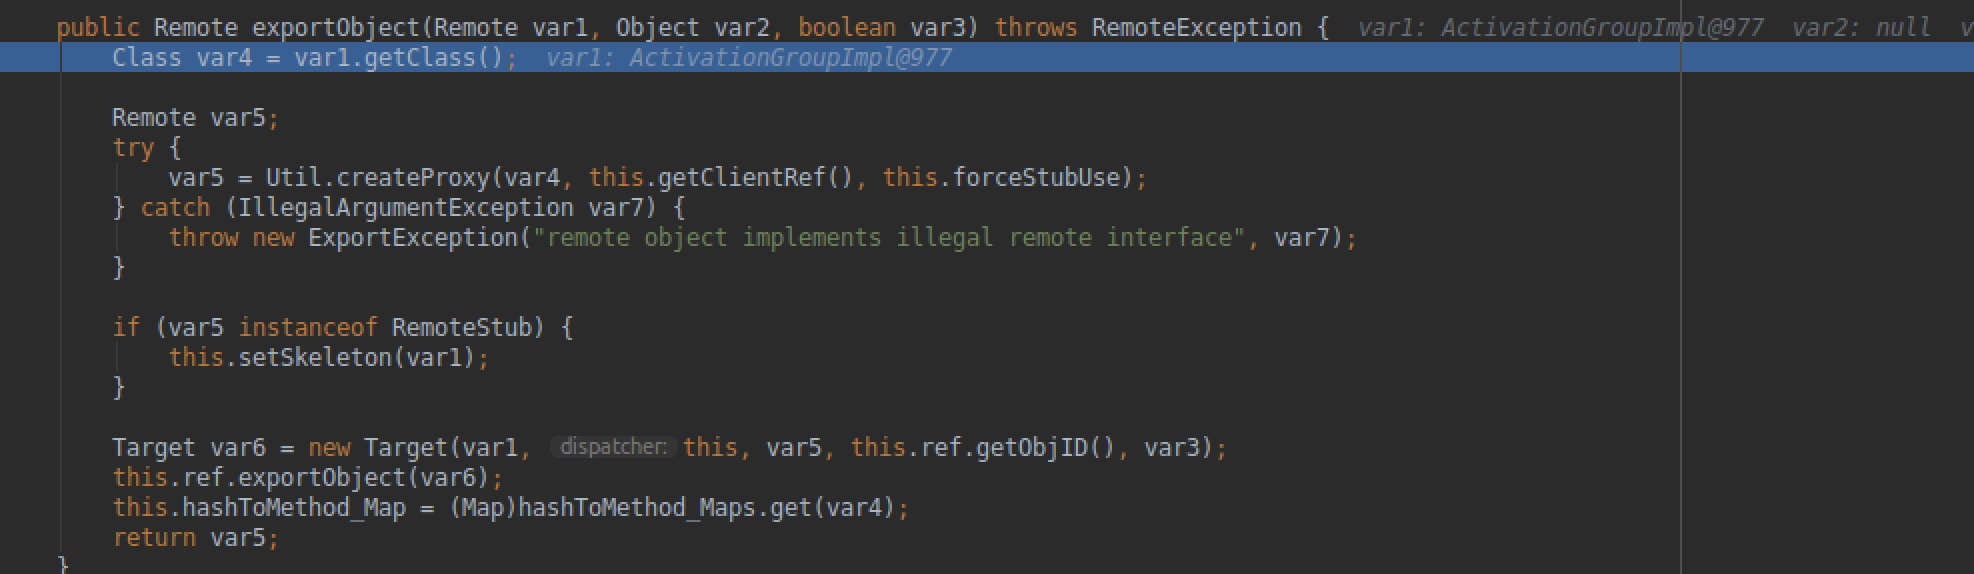 public Remote exportObject(Remote var1, Object var2, boolean var3) throws RemoteException {  var1: ActivationGroupImpl@977  var2: null  v
Class var4 = var1.getClass();  var1: ActivationGroupImpl@977
Remote var5;
try {
var5 = Util.createProxy(var4, this.getClientRef(), this.forceStubUse);
} catch (IllegalArgumentException var7) {
throw new ExportException("remote object implements illegal remote interface", var7);
}
if (var5 instanceof RemoteStub) {
this.setSkeleton(var1);
}
Target var6 = new Target(var1, dispatcher: this, var5, this.ref.getObjID(), var3);
this.ref.exportObject(var6);
this.hashToMethod_Map = (Map)hashToMethod_Maps.get(var4);
return var5;
}